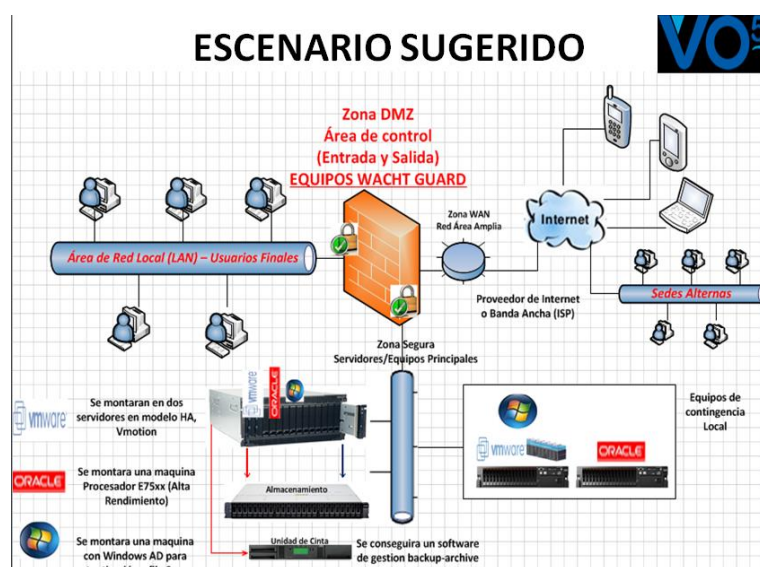 ESCENARIO SUGERIDO
VO
Zona DMZ
Área de control
(Entrada y Salida)
EQUIPOS WACHT GUARD
Zona WAN
Red Área Amplia
Internet
Área de Red Local (LAN) – Usuarios Finales
Sedes Alternas
Proveedor de Internet
o Banda Ancha (ISP)
Zona Segura
Servidores/Equipos Principales
vmware
Se montaran en dos
servidores en modelo HA,
Vmotion
vmware
ORACLE
Equipos de
contingencia
Local
vmware
ORACLE
ORACLE
Se montara una maquina
Procesador E75xx (Alta
Rendimiento)
Almacenamiento
Se montara una maquina
con Windows AD para
Unidad de Cinta
Se conseguira un software
de gestion backup-archive